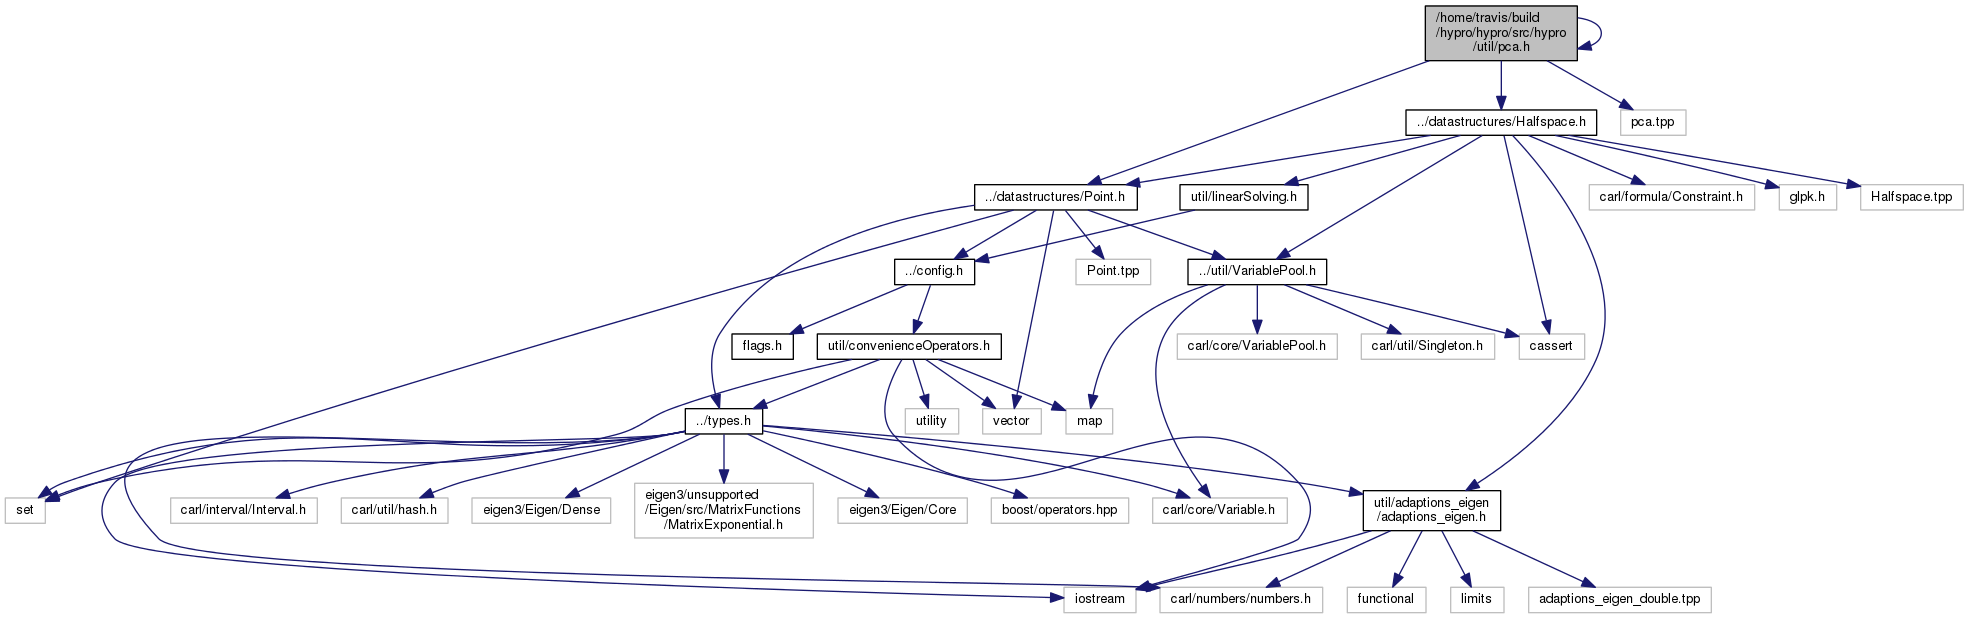 /home/travis/build
/hypro/hypro/src/hypro
/util/pca.h
../datastructures/Halfspace.h
pca.tpp
../datastructures/Point.h
util/linearSolving.h
carl/formula/Constraint.h
glpk.h
Halfspace.tpp
../config.h
Point.tpp
../util/VariablePool.h
flags.h
util/convenienceOperators.h
carl/core/VariablePool.h
carl/util/Singleton.h
cassert
../types.h
utility
vector
map
set
carl/interval/Interval.h
carl/util/hash.h
eigen3/Eigen/Dense
eigen3/unsupported
/Eigen/src/MatrixFunctions
/MatrixExponential.h
eigen3/Eigen/Core
boost/operators.hpp
carl/core/Variable.h
util/adaptions_eigen
/adaptions_eigen.h
iostream
carl/numbers/numbers.h
functional
limits
adaptions_eigen_double.tpp